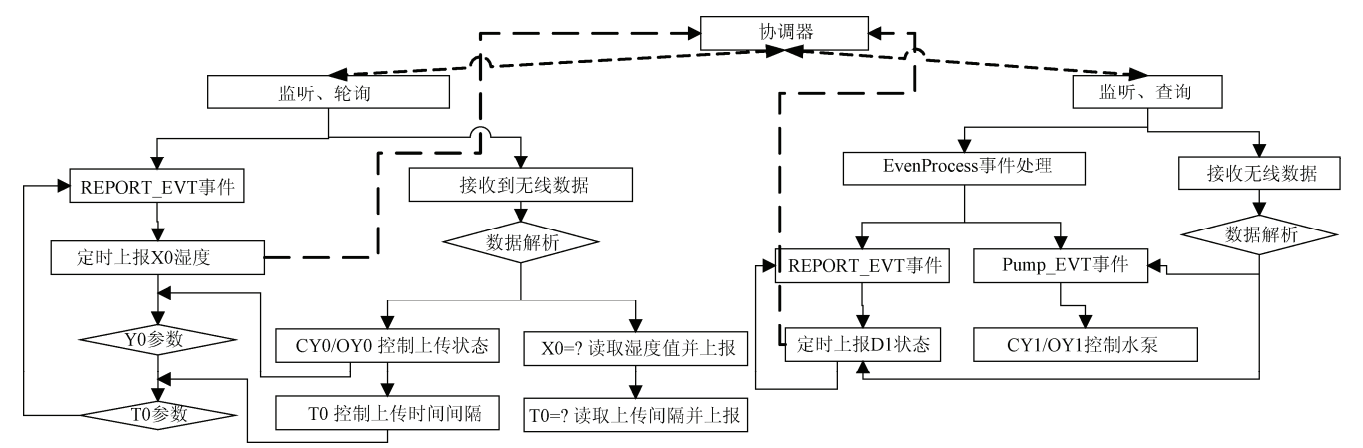 协调器
监听、轮询
监听、查询
REPORT_EVT事件
接收到无线数据
EvenProcess事件处理
接收无线数据
定时上报X0湿度
数据解析
数据解析
REPORT_EVT事件
Pump_EVT事件
Y0参数
CY0/OY0 控制上传状态
X0=? 读取湿度值并上报
定时上报D1状态
CY1/OY1控制水泵
T0参数
T0 控制上传时间间隔
T0=? 读取上传间隔并上报